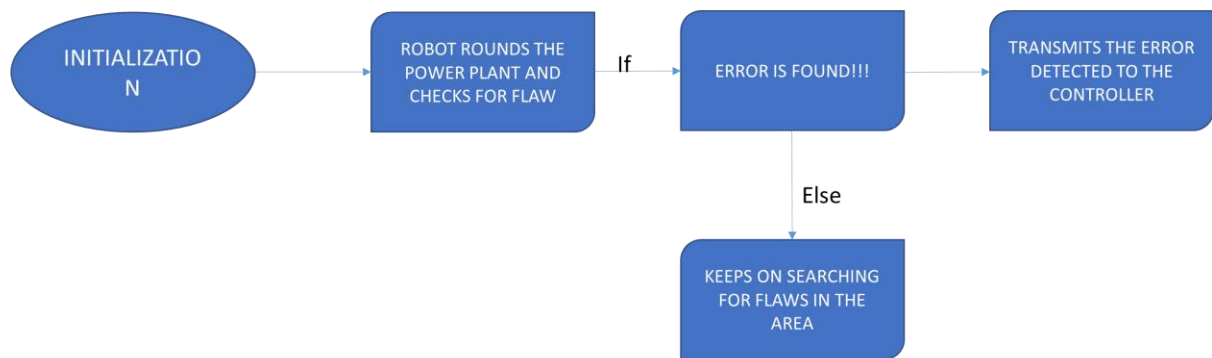 INITIALIZATIO
N
ROBOT ROUNDS THE
POWER PLANT AND
CHECKS FOR FLAW
If
ERROR IS FOUND!!!
TRANSMITS THE ERROR
DETECTED TO THE
CONTROLLER
Else
KEEPS ON SEARCHING
FOR FLAWS IN THE
AREA